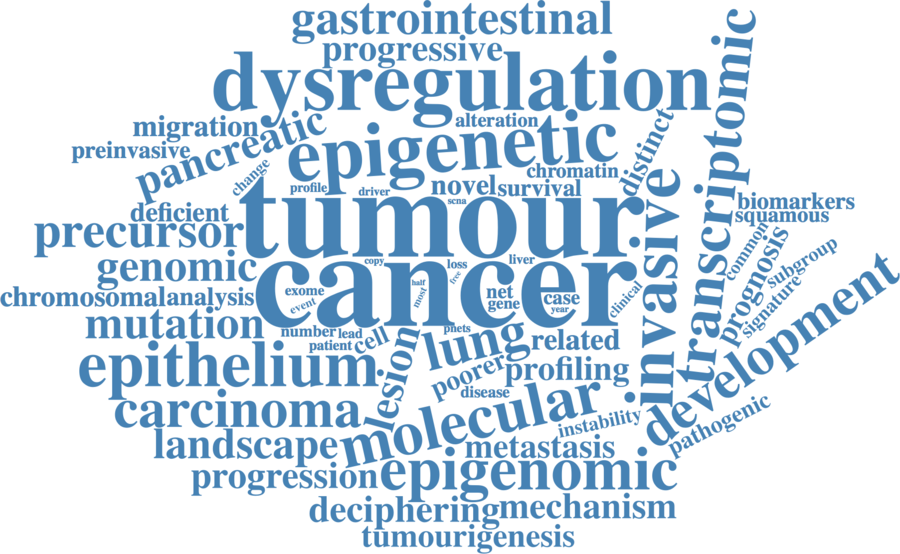 gastrointestinal
progressive
dysregulation
transcriptomic
migration
alteration
distinct
preinvasive
pancreatic
epigenetic
chromatin
change
profile
driver
novel
survival
scna
deficient
tumour
invasive
biomarkers
squamous
precursor
common
prognosis
subgroup
genomic
copy
cancer
loss
liver
free
half
most
chromosomal
analysis
exome
event
net
gene
case
year
clinical
signature
development
mutation
number
lead
patient
cell
pnets
lung
related
epithelium
lesion
poorer
profiling
disease
carcinoma
molecular
instability
pathogenic
landscape
metastasis
progression
epigenomic
deciphering
mechanism
tumourigenesis